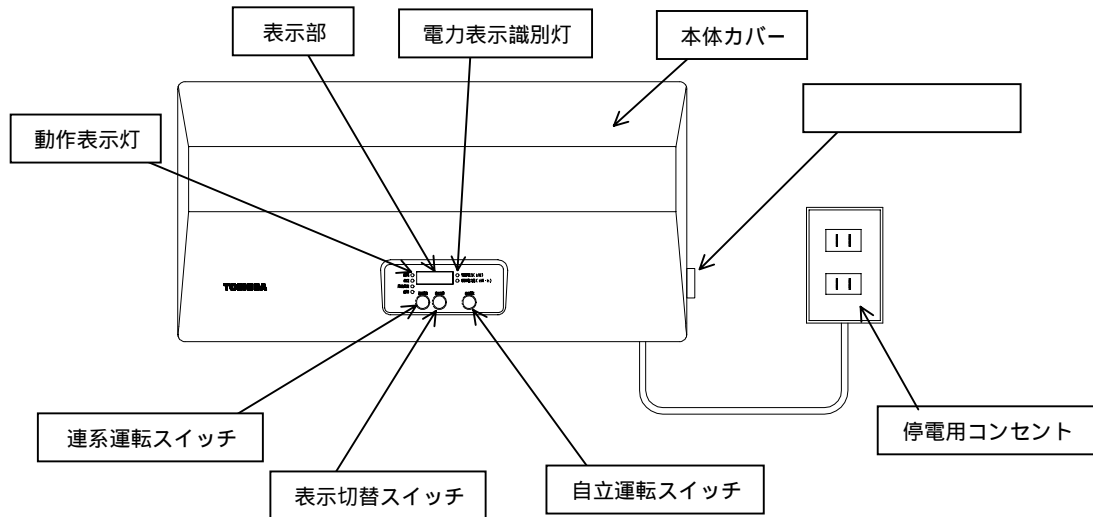 表示部
電力表示識別灯
本体カバー
動作表示灯
TOSHIBA
連系運転スイッチ
表示切替スイッチ
自立運転スイッチ
停電用コンセント